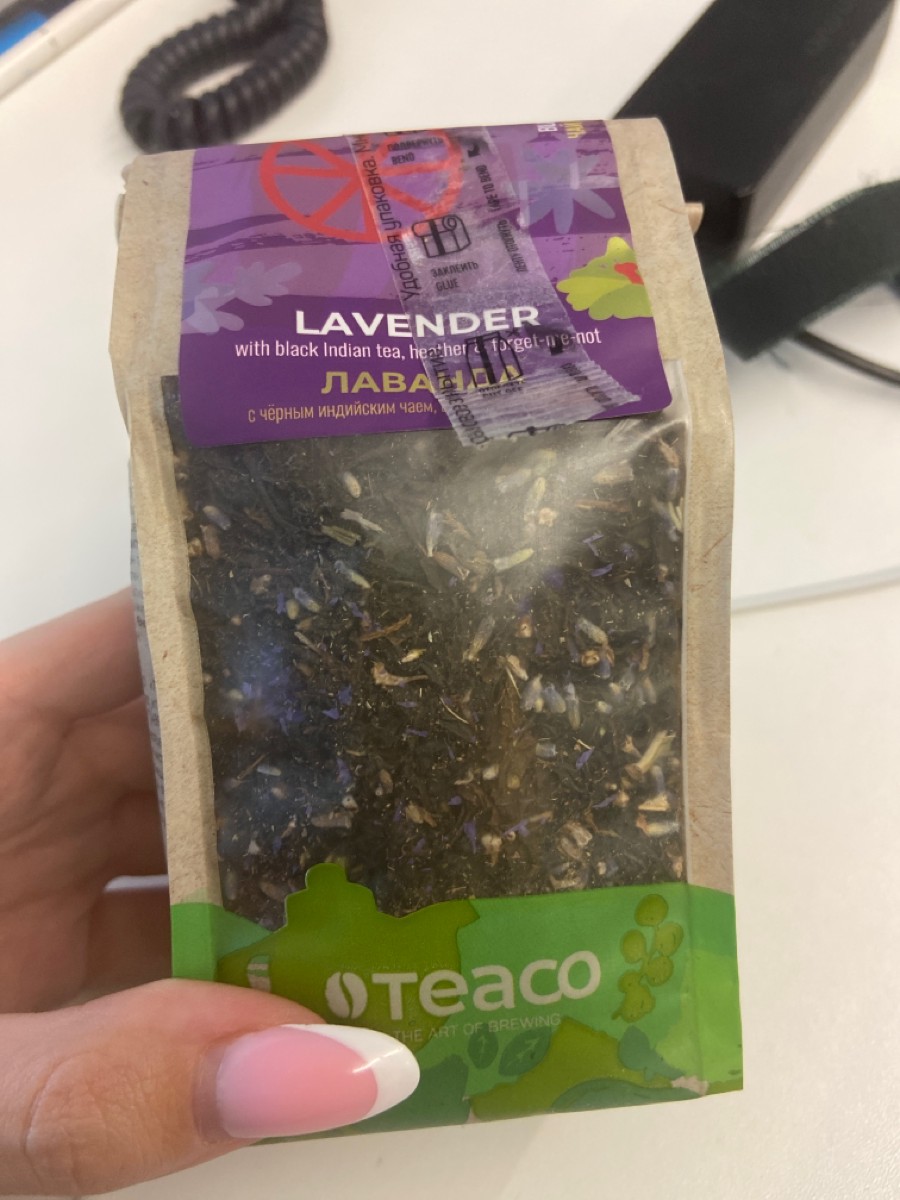 Удобная упаковка.
BEND
ЗАКЛЕИТЬ
GLUE
LAVENDER
with black Indian tea, heather & forget-me-not
ЛАВАНДА
с чёрным индийским чаем,
Teaco
THE ART OF BREWING